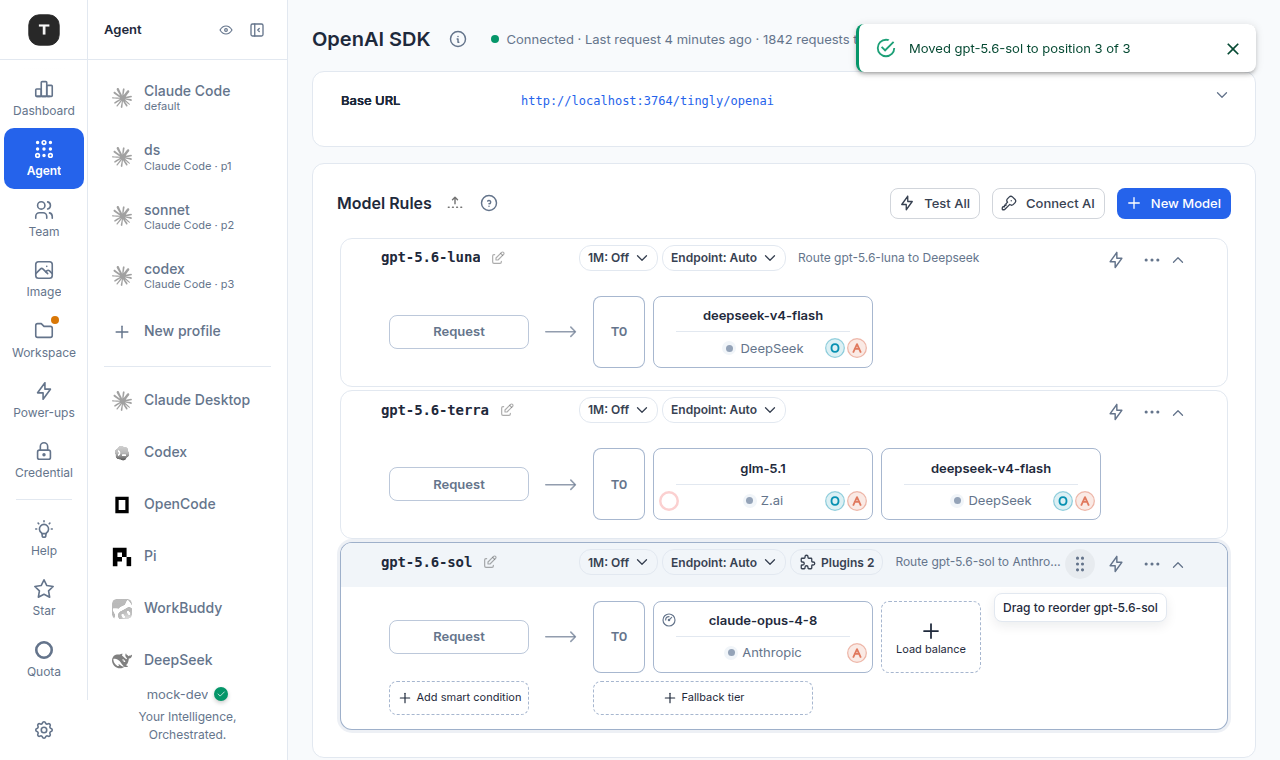 T
Dashboard
Agent
Team
Image
Workspace
Power-ups
Credential
Help
Star
Quota
Agent
Claude Code
default
ds
Claude Code · p1
sonnet
Claude Code · p2
codex
Claude Code · p3
New profile
Claude Desktop
Codex
OpenCode
Pi
WorkBuddy
DeepSeek
mock-dev
Your Intelligence,
Orchestrated.
OpenAI SDK
Connected · Last request 4 minutes ago · 1842 requests
Moved gpt-5.6-sol to position 3 of 3
Base URL
http://localhost:3764/tingly/openai
Model Rules
Test All
Connect AI
New Model
gpt-5.6-luna
1M: Off
Endpoint: Auto
Route gpt-5.6-luna to Deepseek
Request
TO
deepseek-v4-flash
DeepSeek
O
A
gpt-5.6-terra
1M: Off
Endpoint: Auto
Request
TO
glm-5.1
Z.ai
O
A
deepseek-v4-flash
DeepSeek
O
A
gpt-5.6-sol
1M: Off
Endpoint: Auto
Plugins 2
Route gpt-5.6-sol to Anthro...
Drag to reorder gpt-5.6-sol
Request
TO
claude-opus-4-8
Anthropic
A
Load balance
Add smart condition
Fallback tier